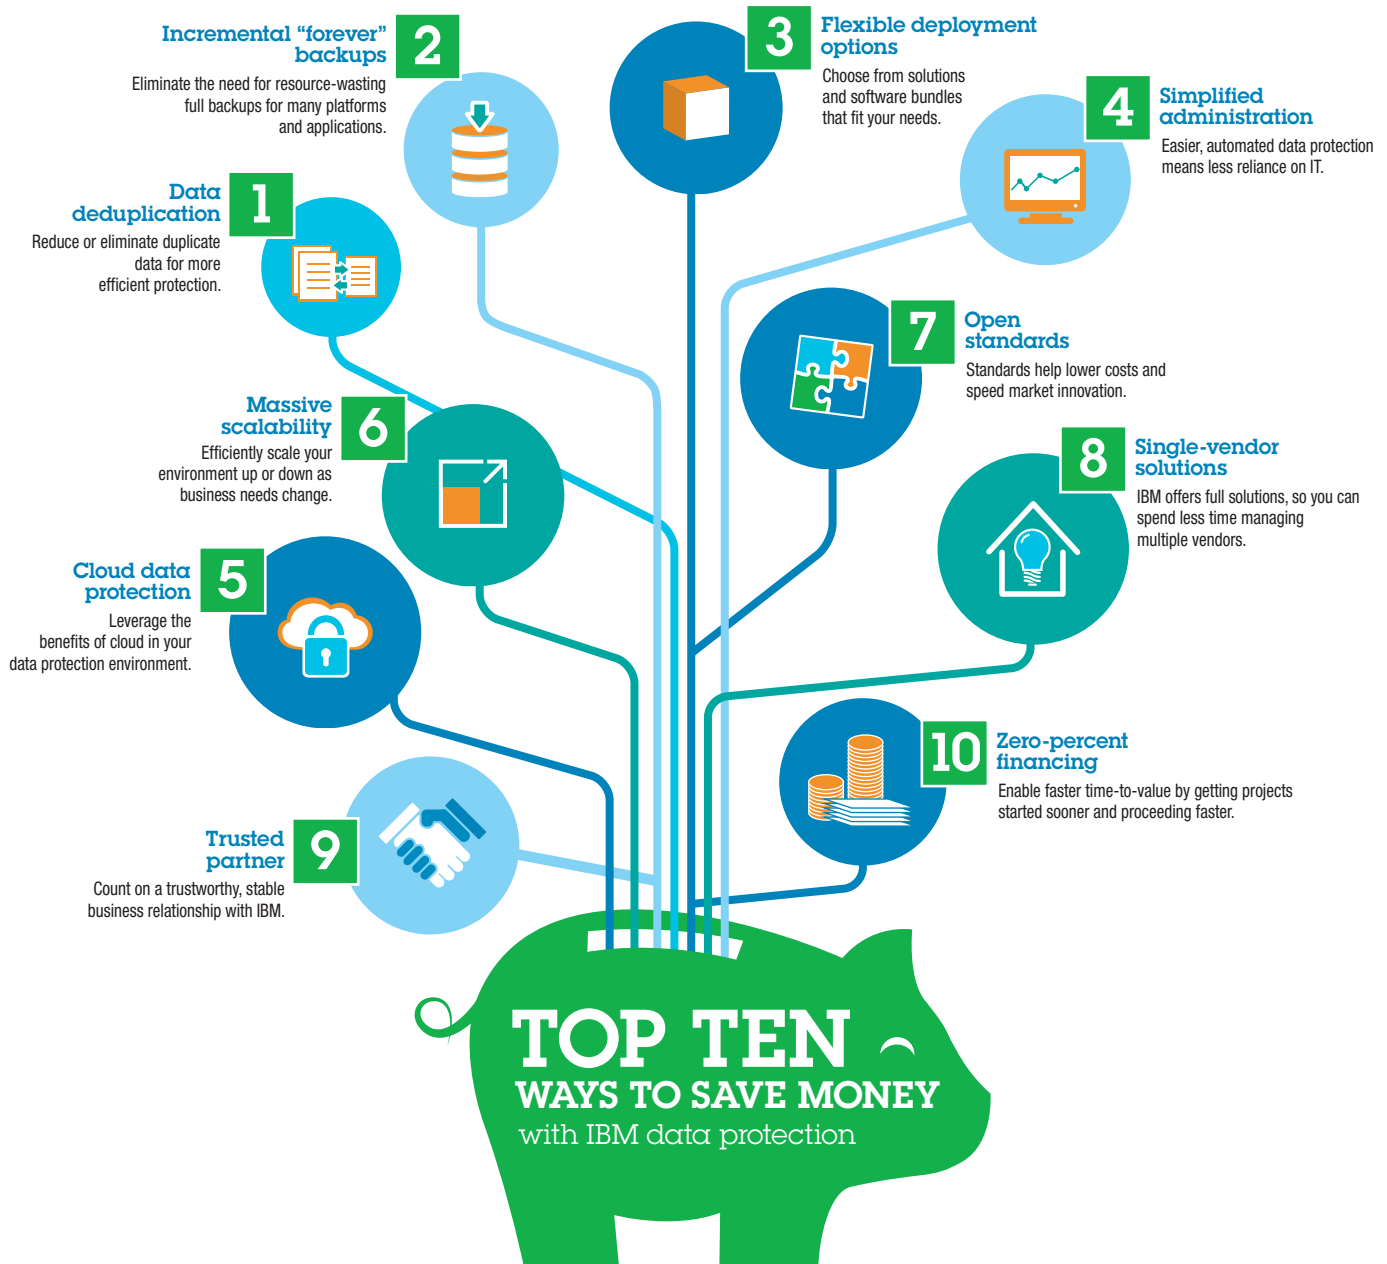 1
Data
deduplication
Reduce or eliminate duplicate
data for more
efficient protection.
2
Incremental “forever”
backups
Eliminate the need for resource-wasting
full backups for many platforms
and applications.
3
Flexible deployment
options
Choose from solutions
and software bundles
that fit your needs.
4
Simplified
administration
Easier, automated data protection
means less reliance on IT.
5
Cloud data
protection
Leverage the
benefits of cloud in your
data protection environment.
6
Massive
scalability
Efficiently scale your
environment up or down as
business needs change.
7
Open
standards
Standards help lower costs and
speed market innovation.
8
Single-vendor
solutions
IBM offers full solutions, so you can
spend less time managing
multiple vendors.
9
Trusted
partner
Count on a trustworthy, stable
business relationship with IBM.
10
Zero-percent
financing
Enable faster time-to-value by getting projects
started sooner and proceeding faster.
TOP TEN
WAYS TO SAVE MONEY
with IBM data protection